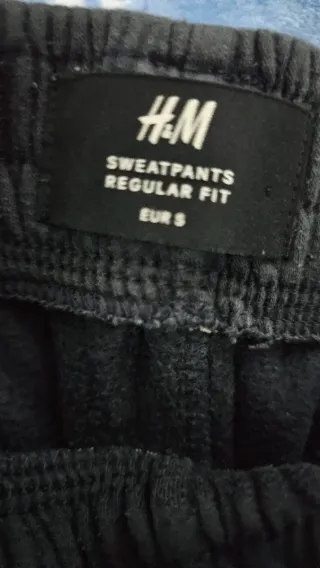 H&M
SWEATPANTS
REGULAR FIT
EUR S